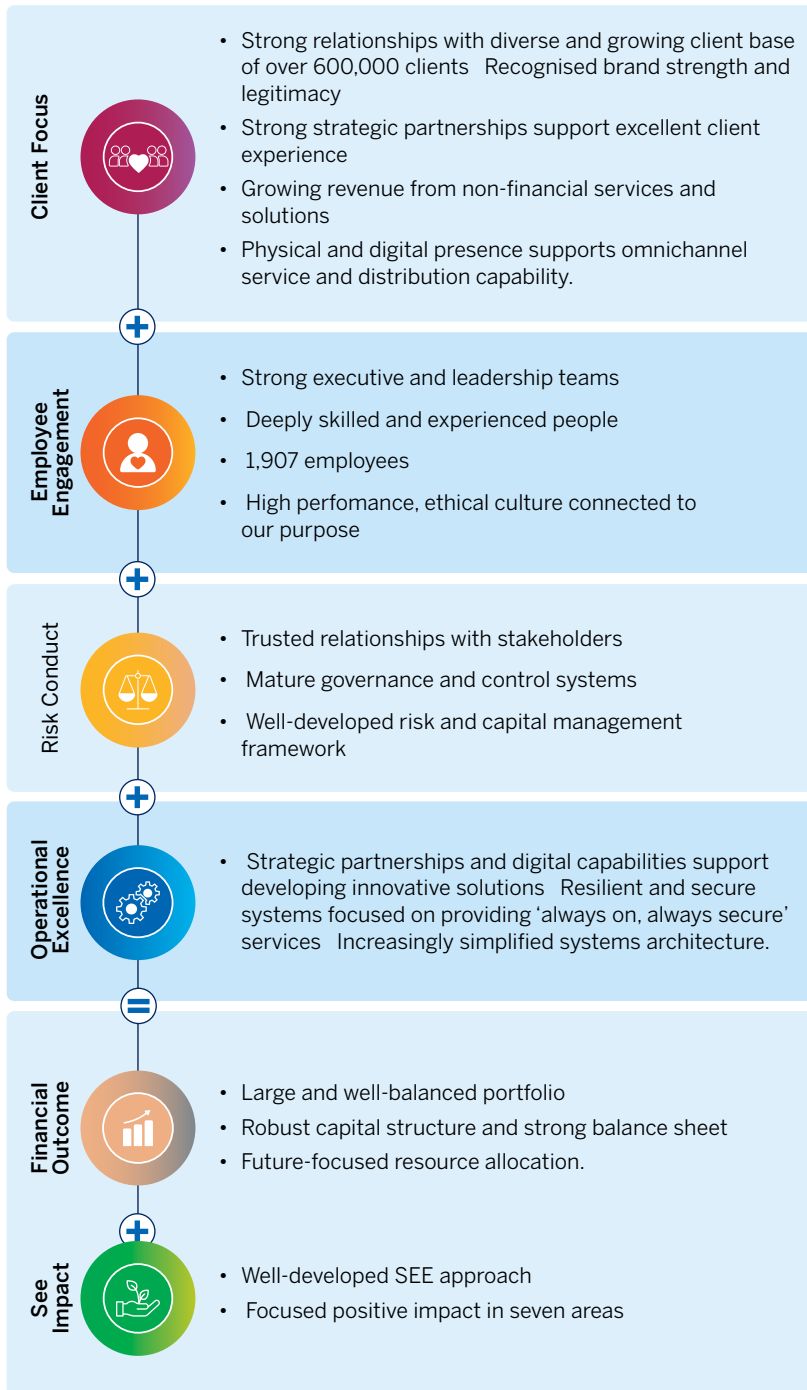 Client Focus
• Strong relationships with diverse and growing client base
of over 600,000 clients   Recognised brand strength and
legitimacy
• Strong strategic partnerships support excellent client
experience
• Growing revenue from non-financial services and
solutions
• Physical and digital presence supports omnichannel
service and distribution capability.
Employee
Engagement
• Strong executive and leadership teams
• Deeply skilled and experienced people
• 1,907 employees
• High perfomance, ethical culture connected to
our purpose
Risk Conduct
• Trusted relationships with stakeholders
• Mature governance and control systems
• Well-developed risk and capital management
framework
Operational
Excellence
• Strategic partnerships and digital capabilities support
developing innovative solutions   Resilient and secure
systems focused on providing ‘always on, always secure’
services   Increasingly simplified systems architecture.
Financial
Outcome
• Large and well-balanced portfolio
• Robust capital structure and strong balance sheet
• Future-focused resource allocation.
See
Impact
• Well-developed SEE approach
• Focused positive impact in seven areas